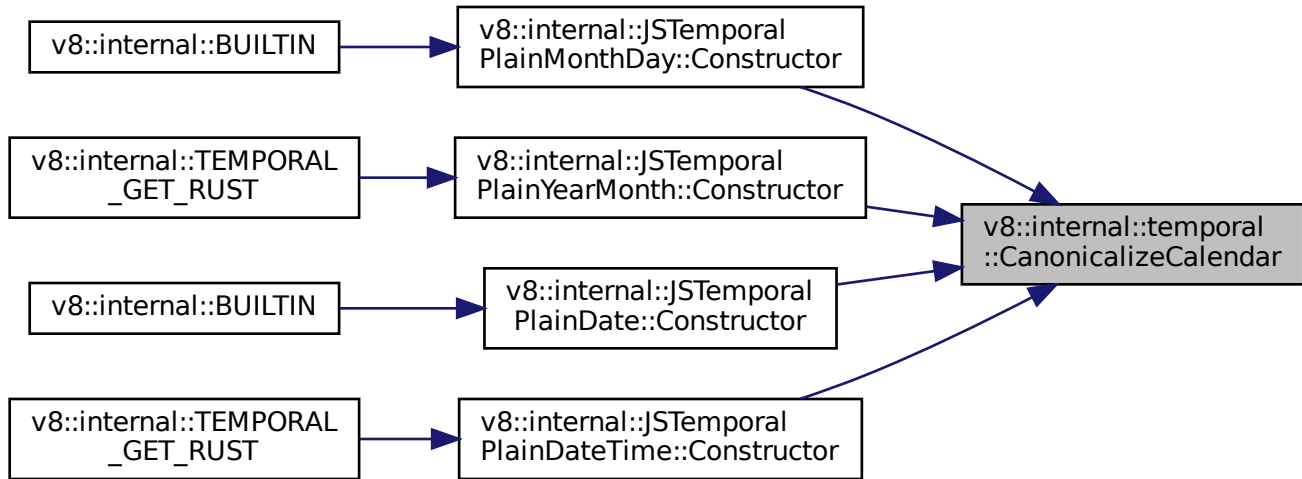 v8::internal::BUILTIN
v8::internal::JSTemporal
PlainMonthDay::Constructor
v8::internal::TEMPORAL
_GET_RUST
v8::internal::JSTemporal
PlainYearMonth::Constructor
v8::internal::temporal
::CanonicalizeCalendar
v8::internal::BUILTIN
v8::internal::JSTemporal
PlainDate::Constructor
v8::internal::TEMPORAL
_GET_RUST
v8::internal::JSTemporal
PlainDateTime::Constructor